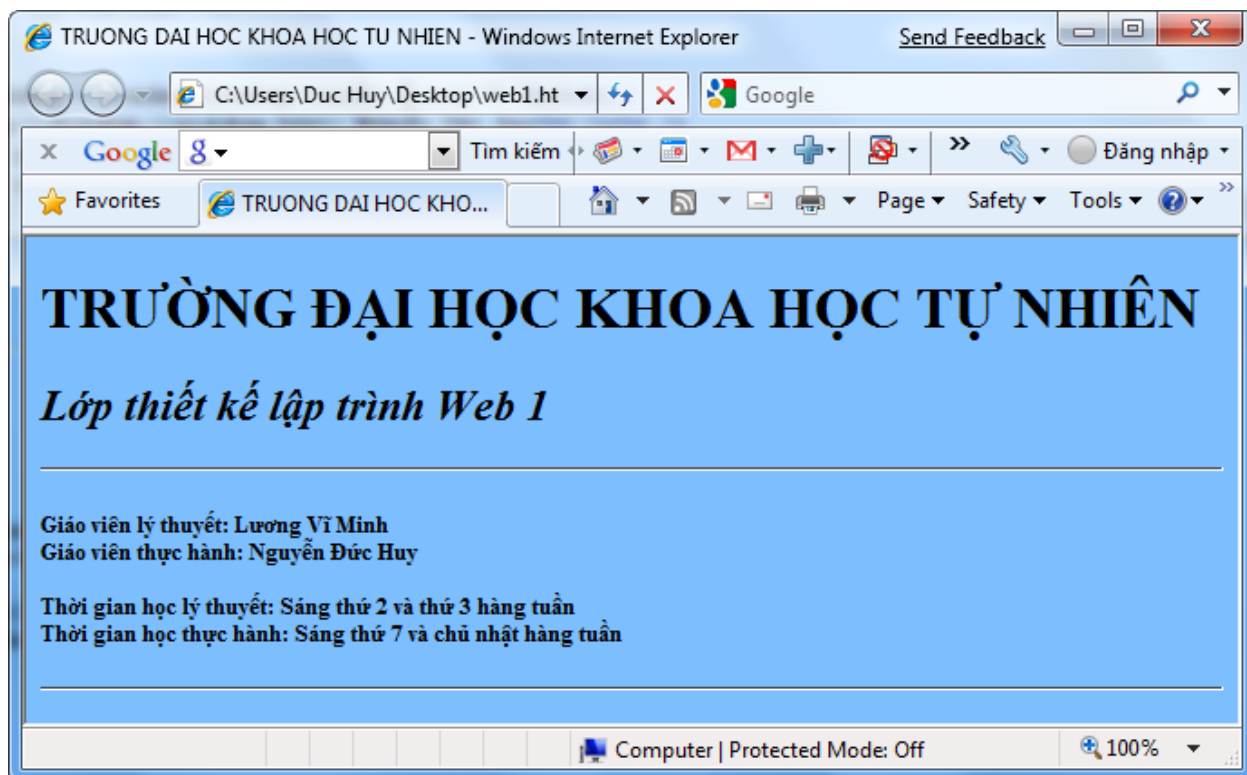 TRUONG DAI HOC KHOA HOC TU NHIEN - Windows Internet Explorer Send Feedback
C:\Users\Duc Huy\Desktop\web1.ht Google
x Google Tìm kiếm » Đăng nhập
Favorites TRUONG DAI HOC KHO... Page Safety Tools »
TRƯỜNG ĐẠI HỌC KHOA HỌC TỰ NHIÊN
Lớp thiết kế lập trình Web 1
Giáo viên lý thuyết: Lương Vĩ Minh
Giáo viên thực hành: Nguyễn Đức Huy
Thời gian học lý thuyết: Sáng thứ 2 và thứ 3 hàng tuần
Thời gian học thực hành: Sáng thứ 7 và chủ nhật hàng tuần
Computer | Protected Mode: Off 100%